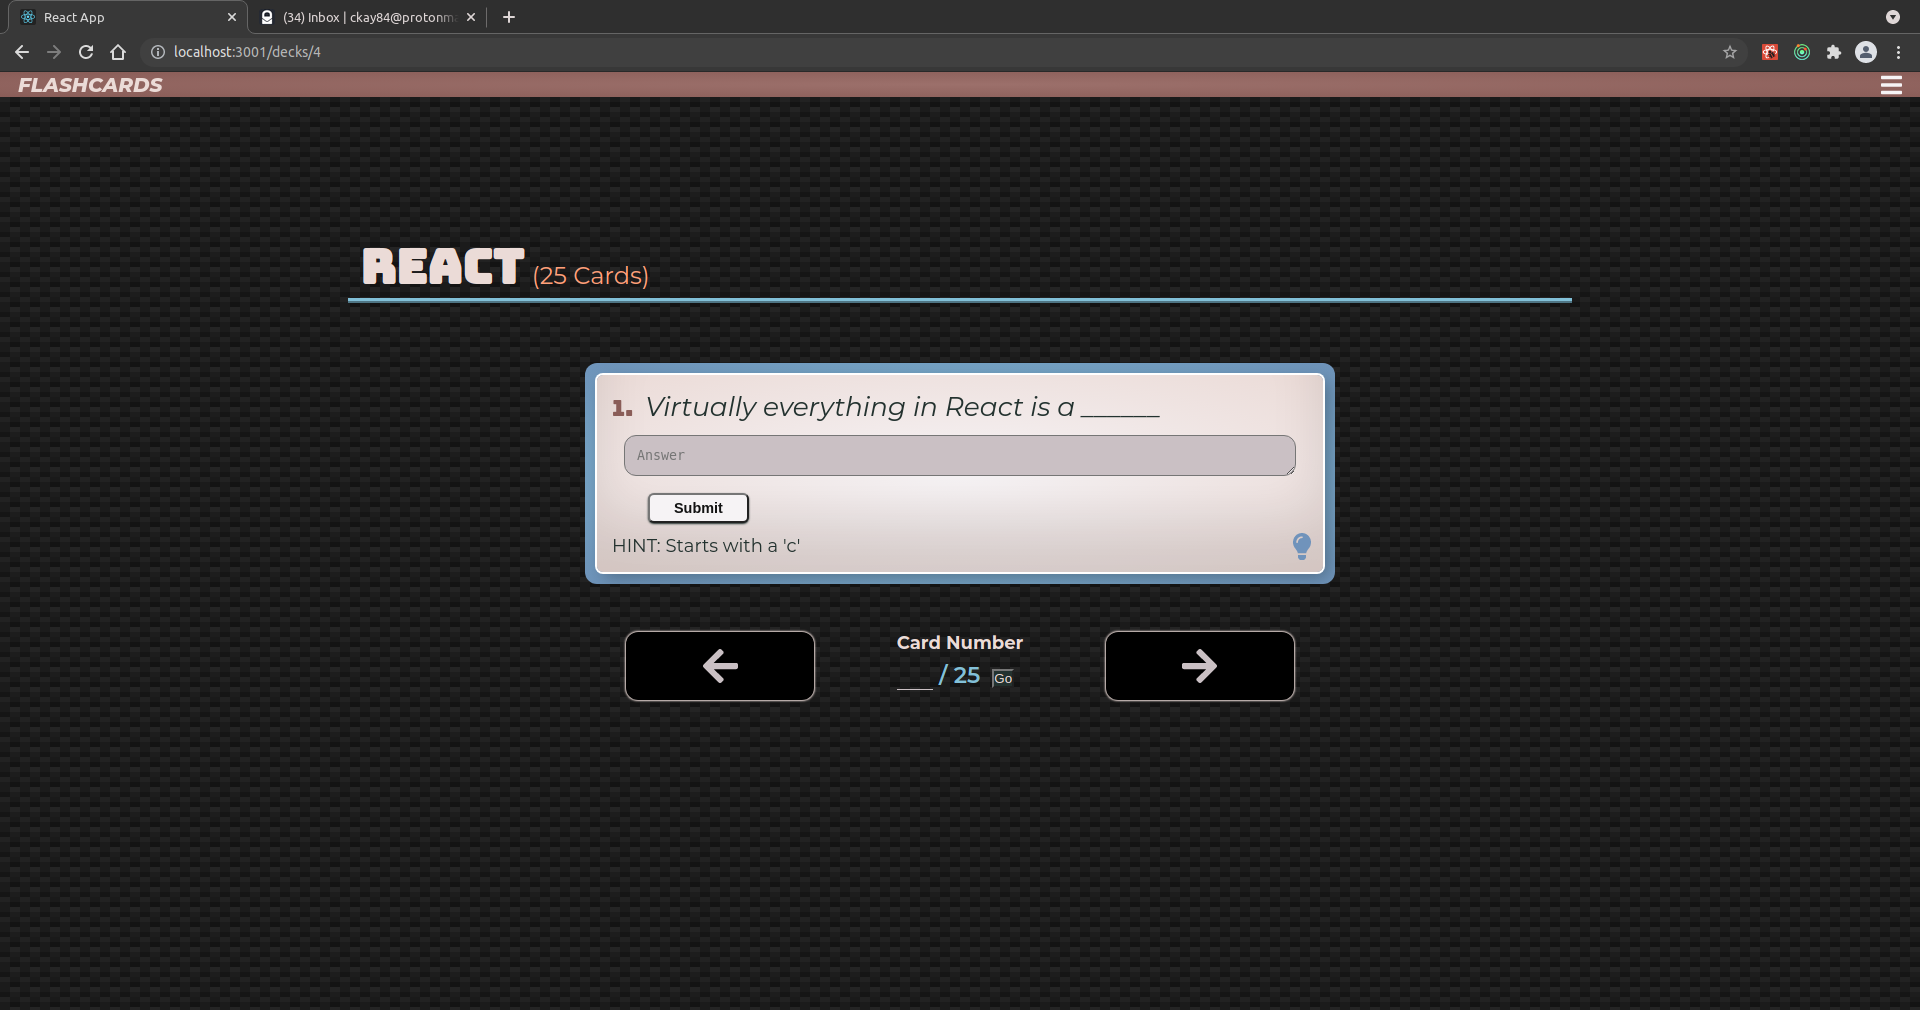 React App
(34) Inbox | ckay84@protonm
localhost:3001/decks/4
FLASHCARDS
REACT (25 Cards)
1. Virtually everything in React is a ______
Answer
Submit
HINT: Starts with a 'c'
Card Number
___ / 25 Go